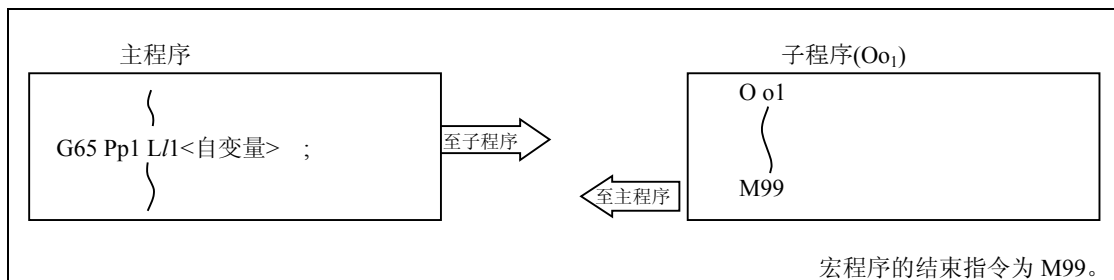 主程序
G65 Pp1 Ll1<自变量> ;
至子程序
至主程序
子程序(Oo₁)
O o1
M99
宏程序的结束指令为 M99。